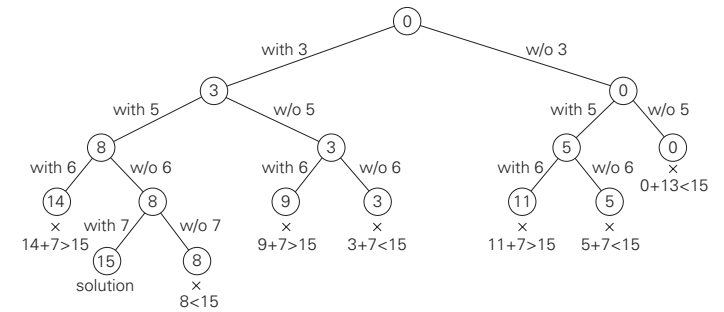 0
with 3
w/o 3
3
0
with 5
w/o 5
with 5
w/o 5
8
3
5
0
with 6
w/o 6
with 6
w/o 6
with 6
w/o 6
×
0+13<15
14
8
9
3
11
5
×
14+7>15
with 7
w/o 7
×
9+7>15
×
3+7<15
×
11+7>15
×
5+7<15
15
8
solution
×
8<15